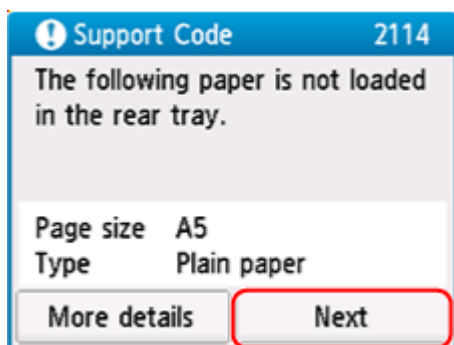 Support Code 2114
The following paper is not loaded
in the rear tray.
Page size A5
Type Plain paper
More details Next